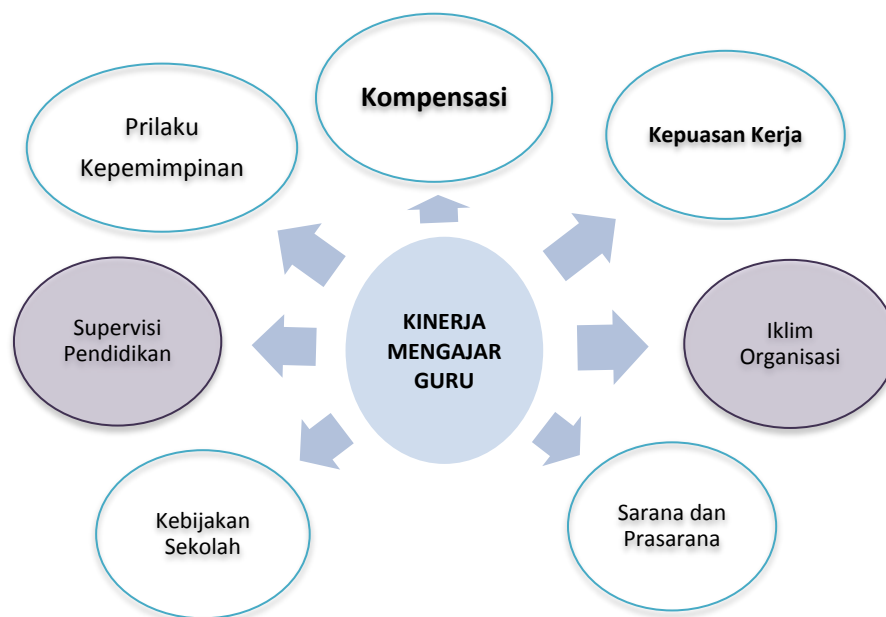 Kompensasi
Prilaku
Kepemimpinan
Kepuasan Kerja
Supervisi
Pendidikan
KINERJA
MENGAJAR
GURU
Iklim
Organisasi
Kebijakan
Sekolah
Sarana dan
Prasarana